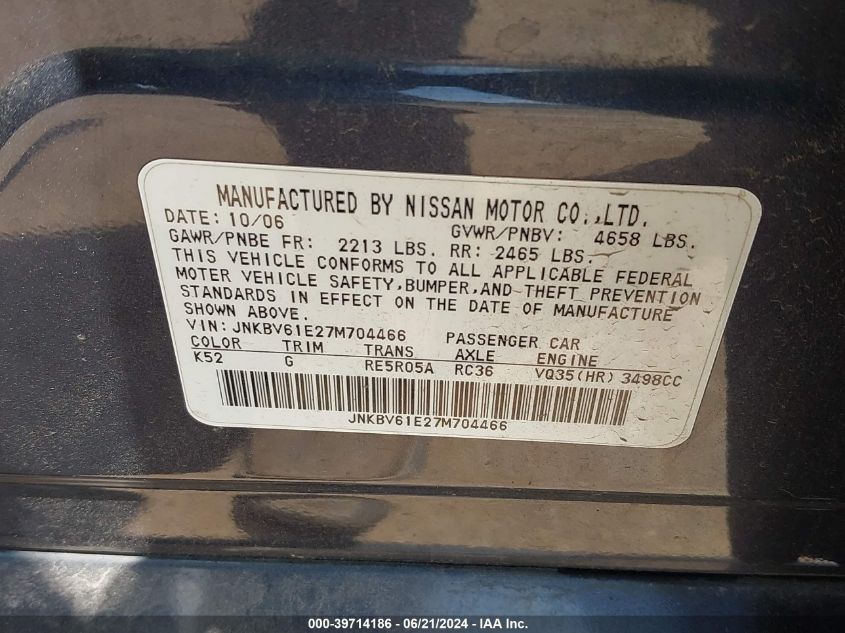 MANUFACTURED BY NISSAN MOTOR CO.,LTD.
DATE: 10/06 GVWR/PNBV: 4658 LBS.
GAWR/PNBE FR: 2213 LBS. RR: 2465 LBS.
THIS VEHICLE CONFORMS TO ALL APPLICABLE FEDERAL
MOTER VEHICLE SAFETY, BUMPER, AND THEFT PREVENTION
STANDARDS IN EFFECT ON THE DATE OF MANUFACTURE
SHOWN ABOVE.
VIN: JNKBV61E27M704466 PASSENGER CAR
COLOR TRIM TRANS AXLE ENGINE
K52 G RE5R05A RC36 VQ35(HR) 3498CC
JNKBV61E27M704466
000-39714186 - 06/21/2024 - IAA Inc.